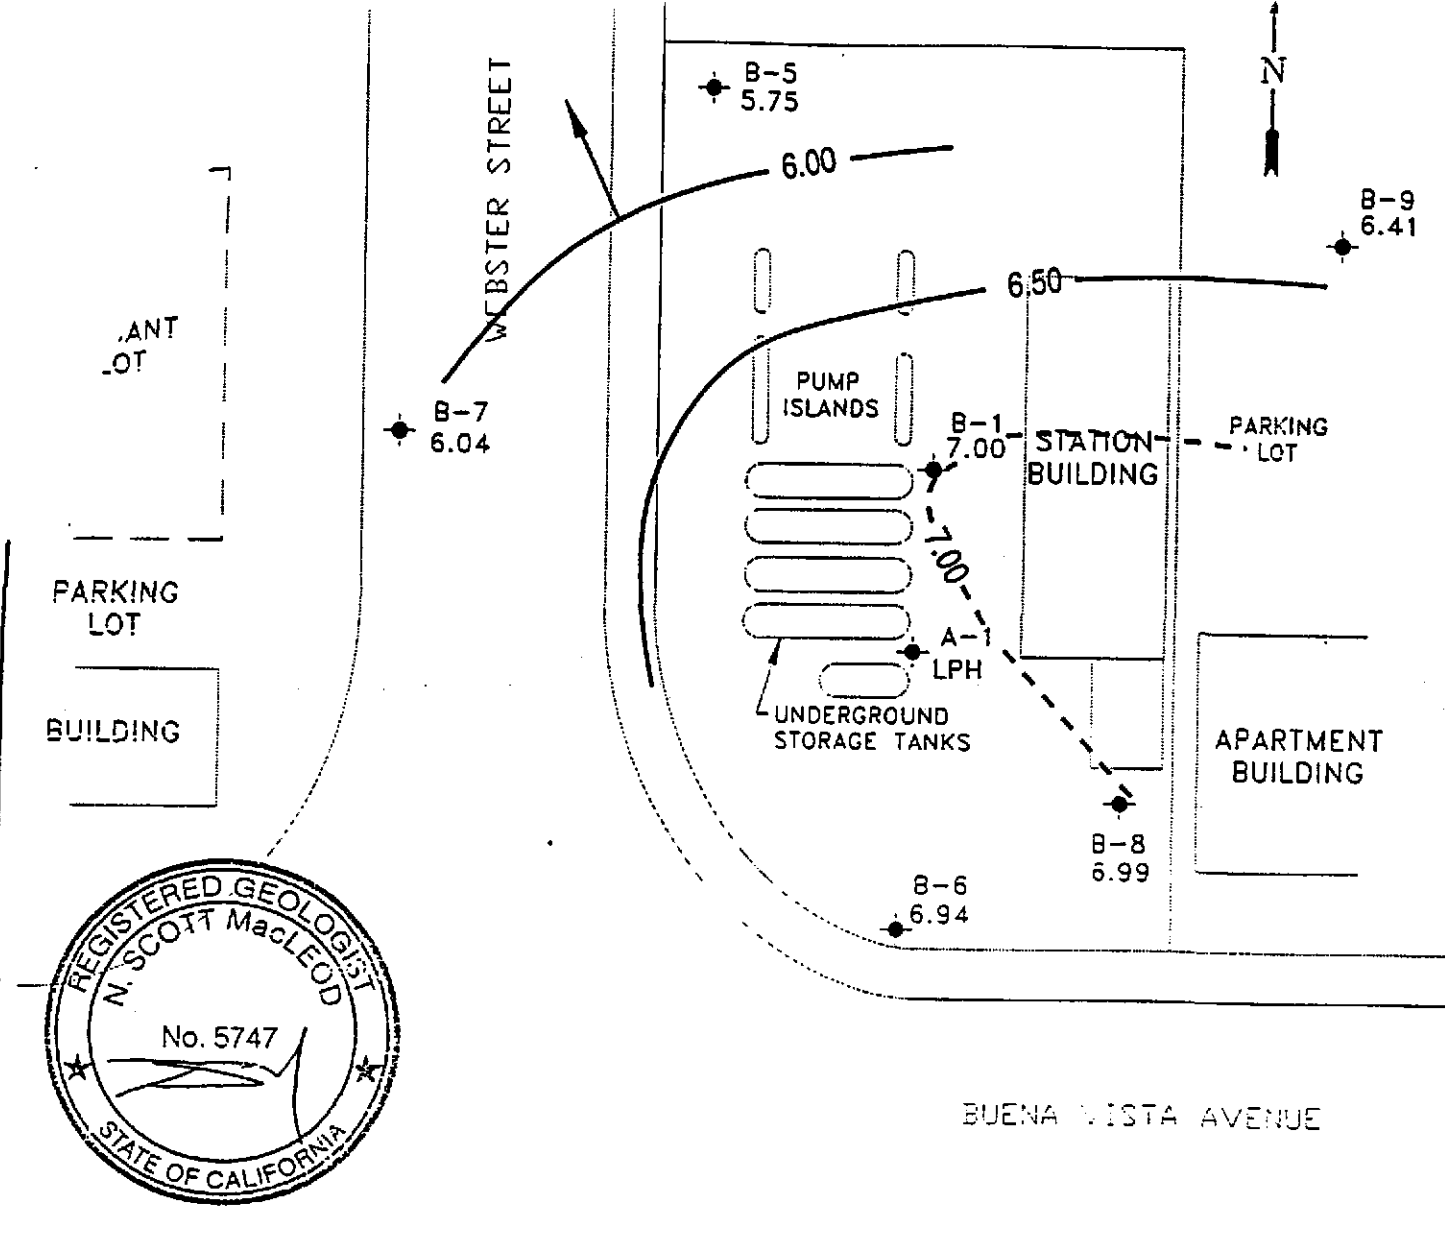 B-5
5.75
N
WEBSTER STREET
6.00
B-9
6.41
6.50
LOT
PUMP
ISLANDS
B-7
6.04
B-1
7.00
STATION
BUILDING
PARKING
LOT
7.00
PARKING
LOT
A-1
LPH
BUILDING
UNDERGROUND
STORAGE TANKS
APARTMENT
BUILDING
B-8
6.99
B-6
6.94
REGISTERED GEOLOGIST
N. SCOTT MacLEOD
No. 5747
STATE OF CALIFORNIA
BUENA VISTA AVENUE